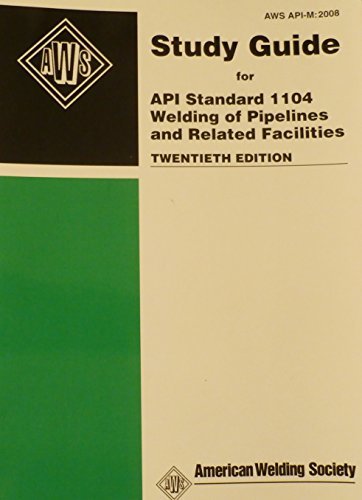 AWS API-M:2008
AWS
Study Guide
for
API Standard 1104
Welding of Pipelines
and Related Facilities
TWENTIETH EDITION
AWS
American Welding Society